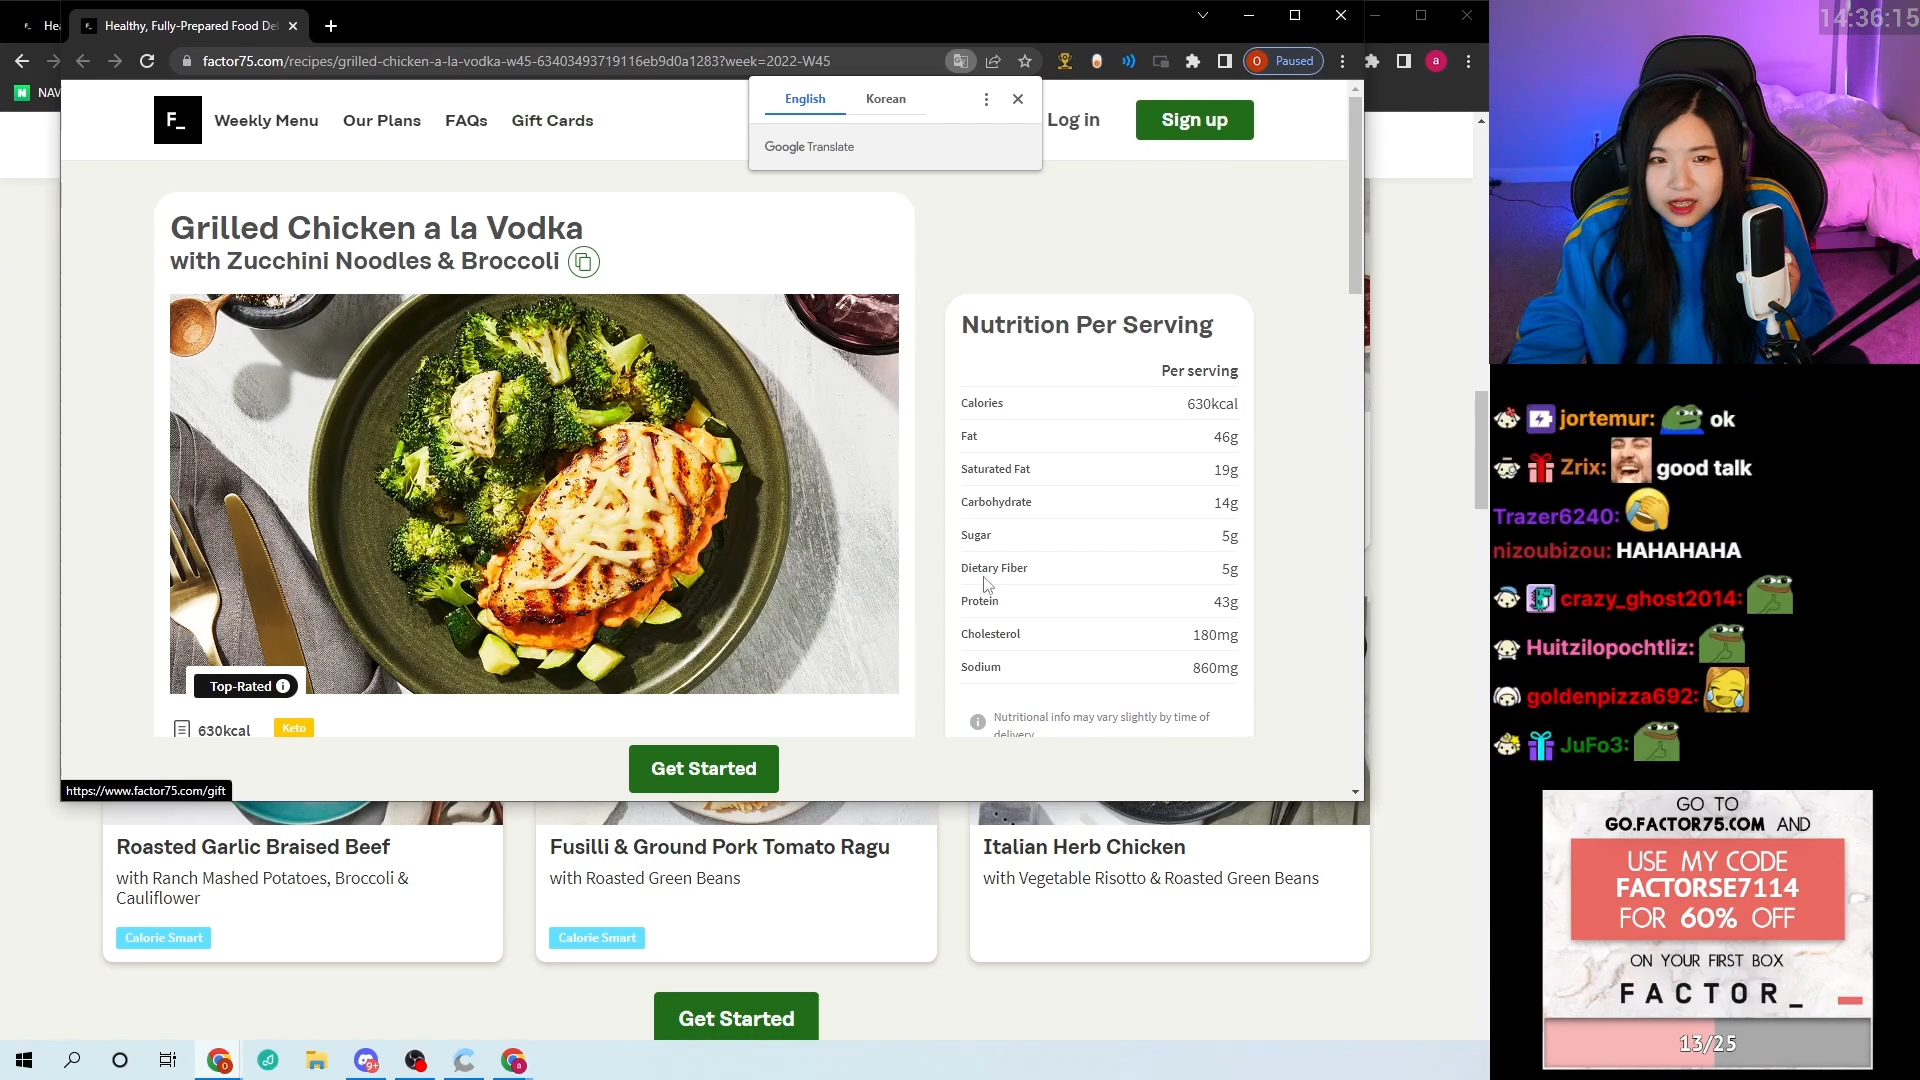 Hea
Healthy, Fully-Prepared Food De
factor75.com/recipes/grilled-chicken-a-la-vodka-w45-63403493719116eb9d0a1283?week=2022-W45
O Paused
a
N NAV
English Korean
Google Translate
F_ Weekly Menu Our Plans FAQs Gift Cards Log in Sign up
Grilled Chicken a la Vodka
with Zucchini Noodles & Broccoli
Top-Rated i
630kcal Keto
Nutrition Per Serving
Per serving
Calories 630kcal
Fat 46g
Saturated Fat 19g
Carbohydrate 14g
Sugar 5g
Dietary Fiber 5g
Protein 43g
Cholesterol 180mg
Sodium 860mg
i Nutritional info may vary slightly by time of
delivery
Get Started
https://www.factor75.com/gift
Roasted Garlic Braised Beef
with Ranch Mashed Potatoes, Broccoli &
Cauliflower
Calorie Smart
Fusilli & Ground Pork Tomato Ragu
with Roasted Green Beans
Calorie Smart
Italian Herb Chicken
with Vegetable Risotto & Roasted Green Beans
Get Started
9+
14:36:15
jortemur: ok
Zrix: good talk
Trazer6240:
nizoubizou: HAHAHAHA
crazy_ghost2014:
Huitzilopochtliz:
goldenpizza692:
JuFo3:
GO TO
GO.FACTOR75.COM AND
USE MY CODE
FACTORSE7114
FOR 60% OFF
ON YOUR FIRST BOX
FACTOR_
13/25